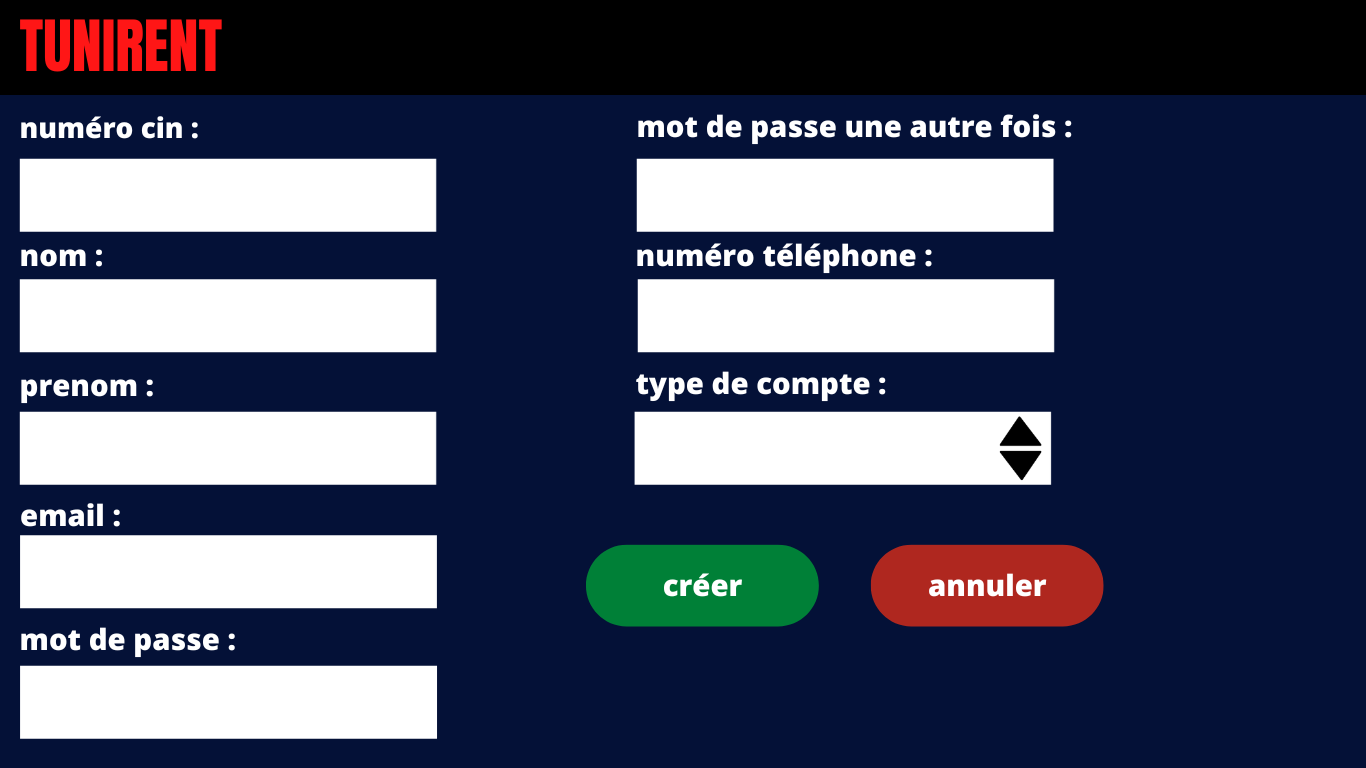 TUNIRENT
numéro cin :
nom :
prenom :
email :
mot de passe :
mot de passe une autre fois :
numéro téléphone :
type de compte :
créer
annuler